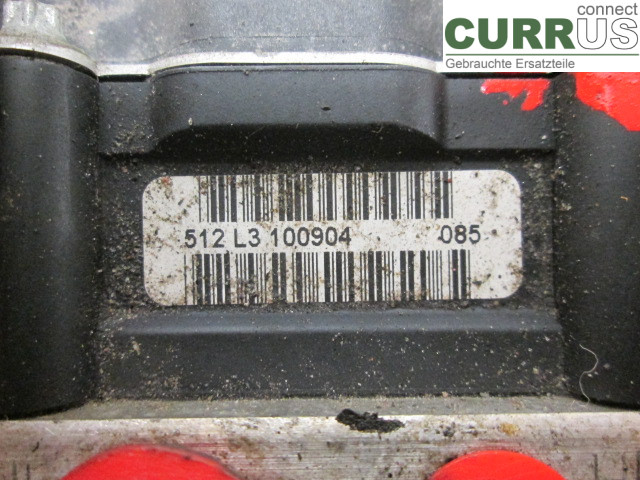 connect
CURRUS
Gebrauchte Ersatzteile
512 L3 100904 085